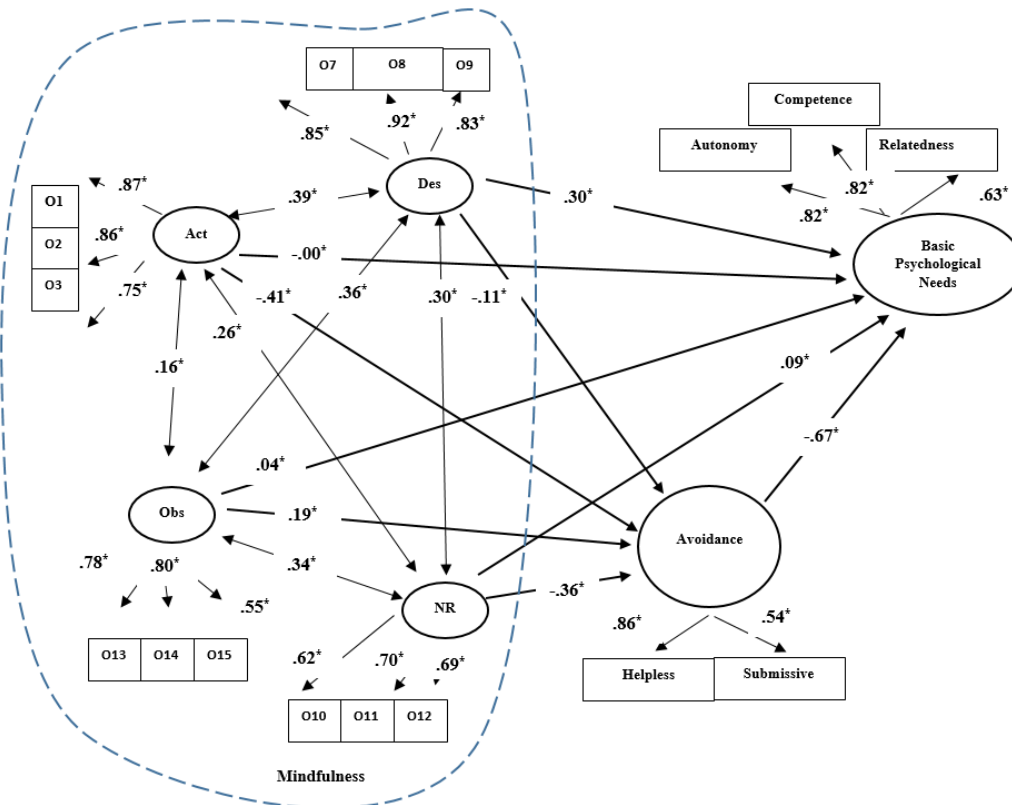 O7 O8 O9
.85* .92* .83*
Des
Competence
Autonomy Relatedness
.82* .82* .63*
Basic
Psychological
Needs
O1
O2
O3
.87*
.86*
.75*
Act
.39*
.30*
-.00*
-.41* .36* .30* -.11*
.26*
.16*
.09*
-.67*
.04*
Obs
.19*
.34*
.78* .80* .55*
O13 O14 O15
NR
-.36*
.62* .70* .69*
O10 O11 O12
Avoidance
.86* .54*
Helpless Submissive
Mindfulness